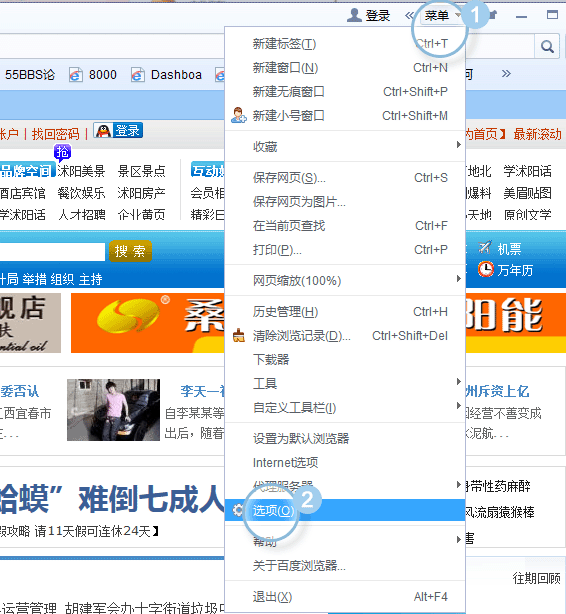 登录 « 菜单 1
55BBS论 8000 Dashboa 河 »
账户 | 找回密码 | 登录 的首页】 最新滚动
抢
品牌空间 沭阳美景 景区景点 互动 地北 学沭阳话
酒店宾馆 餐饮娱乐 沭阳房产 会员相 爆料 美眉贴图
学沭阳话 人才招聘 企业黄页 精彩日 天地 原创文学
搜 索 机票
计局 举措 组织 主持 万年历
饭店 ® 桑 阳能
肤
ential oil
委否认 李天一 州斥资上亿
江西宜春市 自李某某等 经营不善变成
... 出后，随着 水泥航...
蛤蟆”难倒七成人 身带性药麻醉
假攻略 请11天假可连休24天】 风流扇猿猴棒
害
往期回顾
运营管理 胡建军会办十字街道垃圾中
新建标签(T) Ctrl+T
新建窗口(N) Ctrl+N
新建无痕窗口 Ctrl+Shift+P
新建小号窗口 Ctrl+Shift+M
收藏
保存网页(S)... Ctrl+S
保存网页为图片...
在当前页查找 Ctrl+F
打印(P)... Ctrl+P
网页缩放(100%)
历史管理(H) Ctrl+H
清除浏览记录(D)... Ctrl+Shift+Del
下载器
工具
自定义工具栏(I)
设置为默认浏览器
Internet选项
代理服务器
选项(O) 2
帮助
关于百度浏览器...
退出(X) Alt+F4